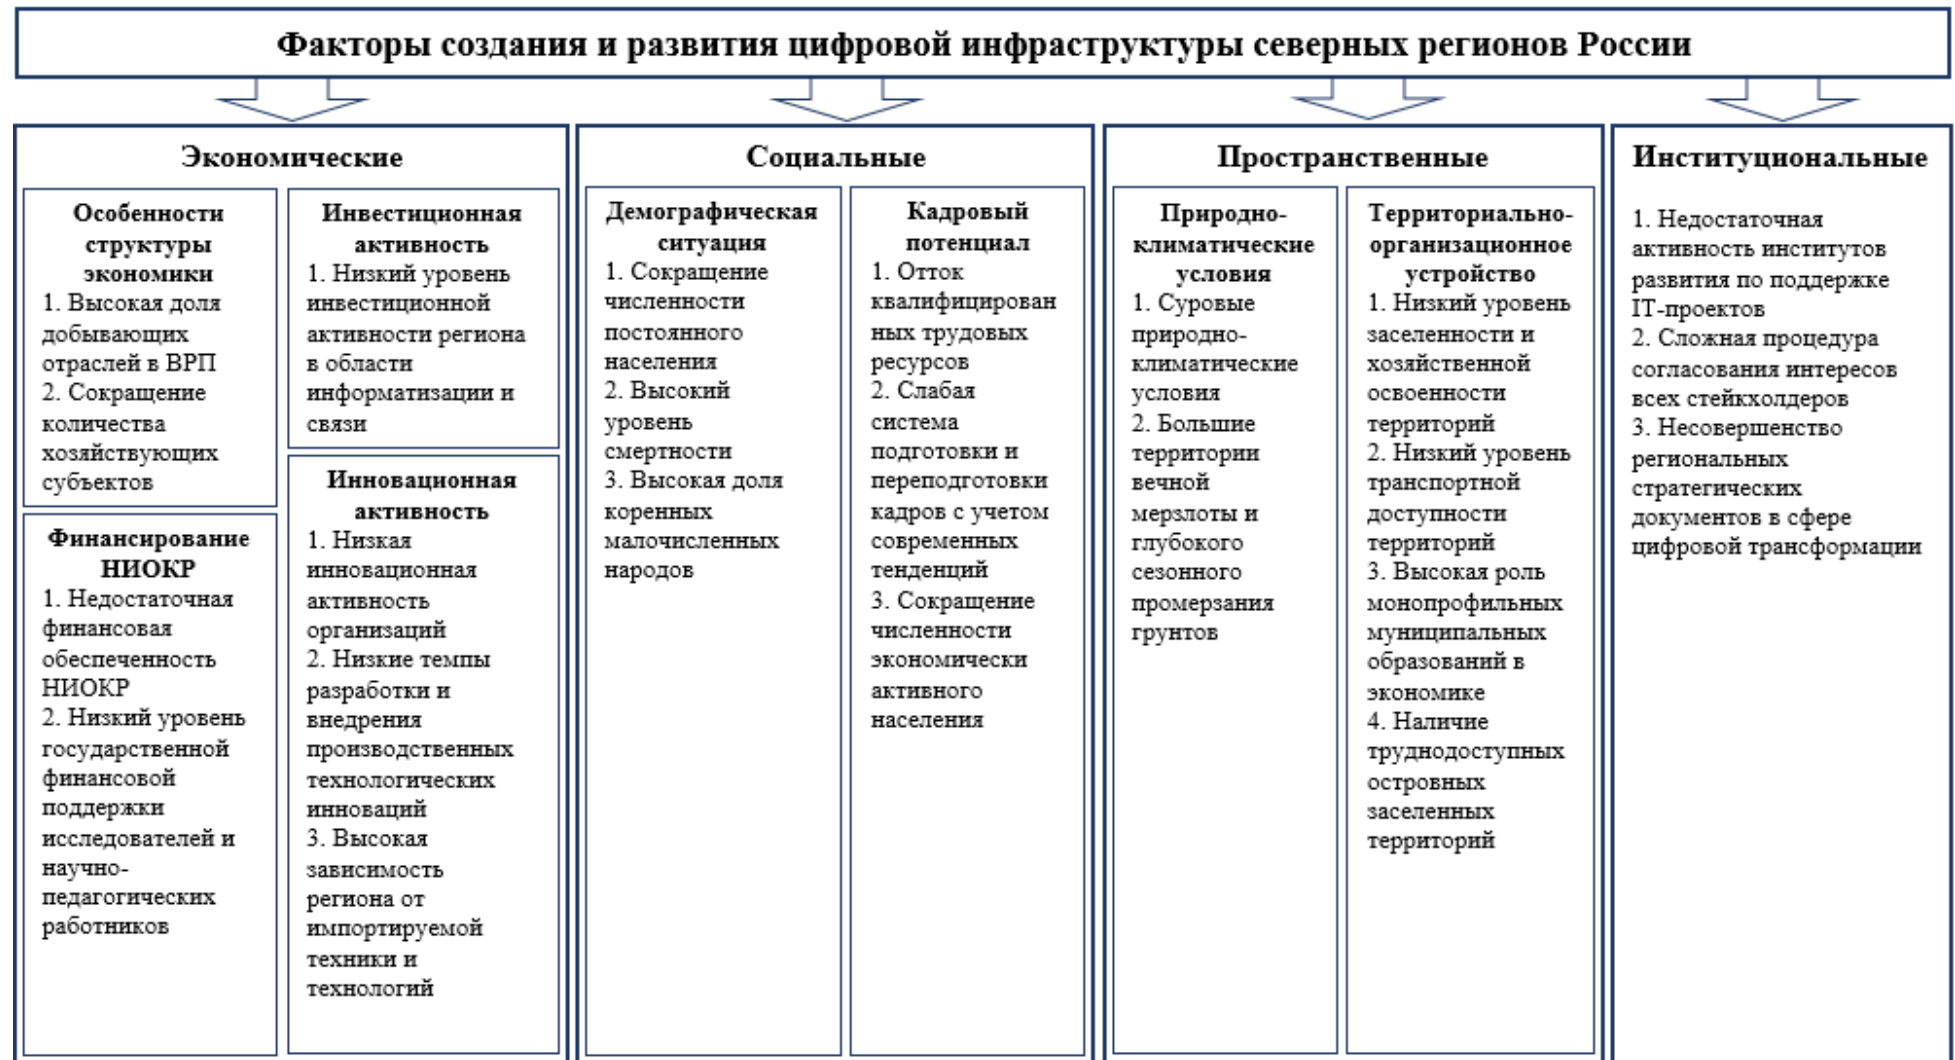 Факторы создания и развития цифровой инфраструктуры северных регионов России
Экономические
Особенности
структуры
экономики
1. Высокая доля
добывающих
отраслей в ВРП
2. Сокращение
количества
хозяйствующих
субъектов
Финансирование
НИОКР
1. Недостаточная
финансовая
обеспеченность
НИОКР
2. Низкий уровень
государственной
финансовой
поддержки
исследователей и
научно-
педагогических
работников
Инвестиционная
активность
1. Низкий уровень
инвестиционной
активности региона
в области
информатизации и
связи
Инновационная
активность
1. Низкая
инновационная
активность
организаций
2. Низкие темпы
разработки и
внедрения
производственных
технологических
инноваций
3. Высокая
зависимость
региона от
импортируемой
техники и
технологий
Социальные
Демографическая
ситуация
1. Сокращение
численности
постоянного
населения
2. Высокий
уровень
смертности
3. Высокая доля
коренных
малочисленных
народов
Кадровый
потенциал
1. Отток
квалифицирован
ных трудовых
ресурсов
2. Слабая
система
подготовки и
переподготовки
кадров с учетом
современных
тенденций
3. Сокращение
численности
экономически
активного
населения
Пространственные
Природно-
климатические
условия
1. Суровые
природно-
климатические
условия
2. Большие
территории
вечной
мерзлоты и
глубокого
сезонного
промерзания
грунтов
Территориально-
организационное
устройство
1. Низкий уровень
заселенности и
хозяйственной
освоенности
территорий
2. Низкий уровень
транспортной
доступности
территорий
3. Высокая роль
монопрофильных
муниципальных
образований в
экономике
4. Наличие
труднодоступных
островных
заселенных
территорий
Институциональные
1. Недостаточная
активность институтов
развития по поддержке
IT-проектов
2. Сложная процедура
согласования интересов
всех стейкхолдеров
3. Несовершенство
региональных
стратегических
документов в сфере
цифровой трансформации